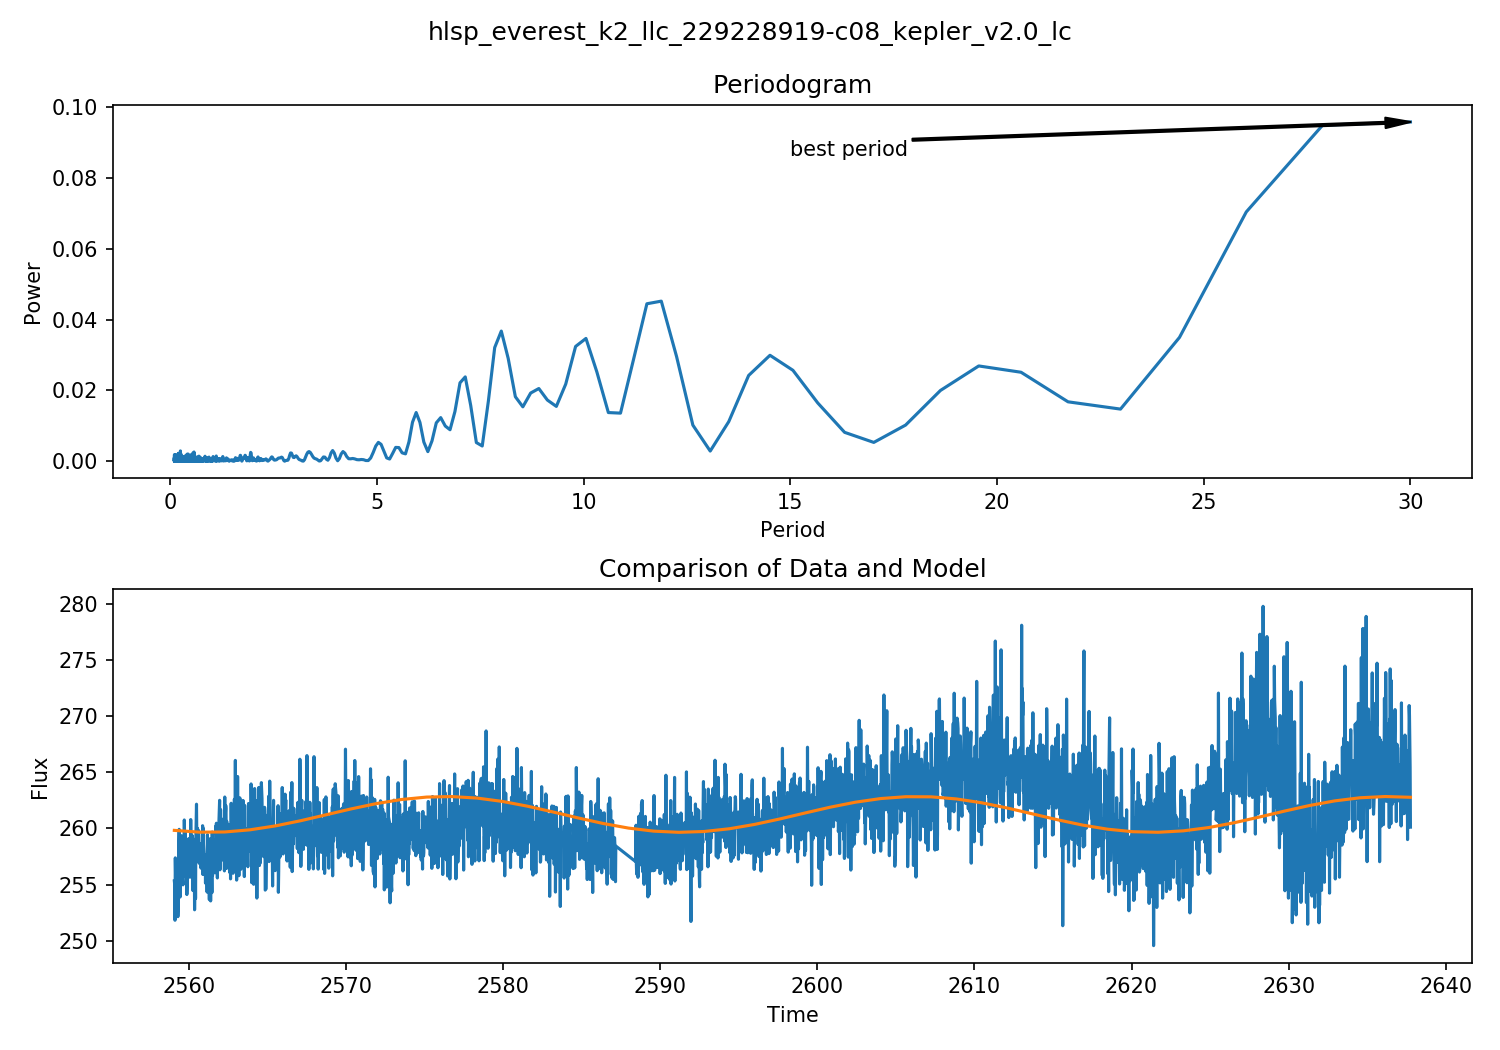 hlsp_everest_k2_llc_229228919-c08_kepler_v2.0_lc
Periodogram
0.10
0.08
0.06
0.04
0.02
0.00
Power
best period
0 5 10 15 20 25 30
Period
Comparison of Data and Model
280
275
270
265
260
255
250
Flux
2560 2570 2580 2590 2600 2610 2620 2630 2640
Time